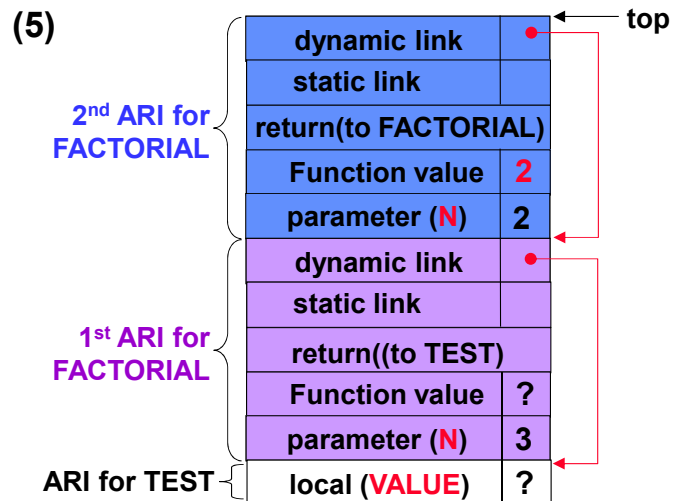 (5)
top
dynamic link
static link
2nd ARI for
FACTORIAL
return(to FACTORIAL)
Function value 2
parameter (N) 2
dynamic link
static link
1st ARI for
FACTORIAL
return((to TEST)
Function value ?
parameter (N) 3
ARI for TEST local (VALUE) ?